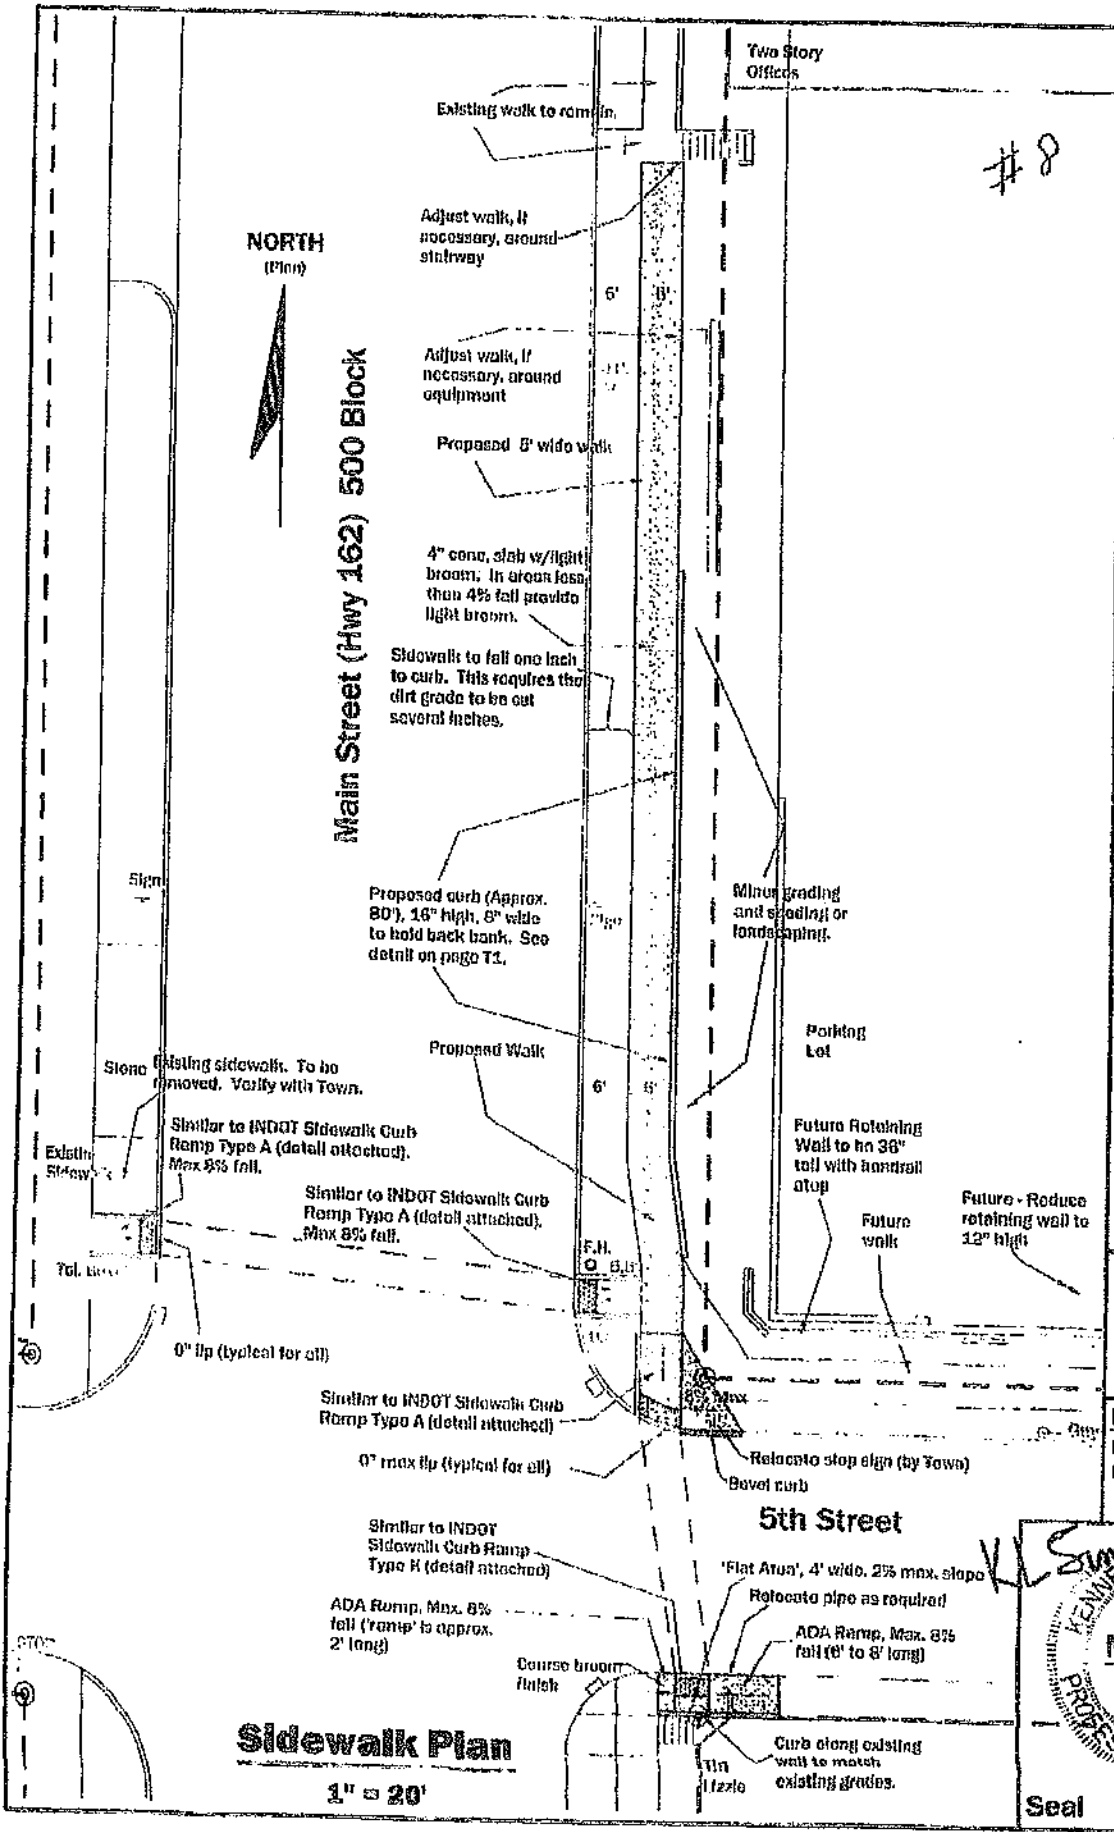 Two Story
Offices
# 8
Existing walk to remain.
Adjust walk, if
necessary, around
stairway
NORTH
(Plan)
6'
6'
Adjust walk, if
necessary, around
equipment
Main Street (Hwy 162) 500 Block
Proposed 6' wide walk
4" conc. slab w/light
broom. In areas less
than 4% fall provide
light broom.
Sidewalk to fall one inch
to curb. This requires the
dirt grade to be cut
several inches.
Sign
Proposed curb (Approx.
80'), 16" high, 8" wide
to hold back bank. See
detail on page T1.
Sign
Minor grading
and seeding or
landscaping.
Parking
Lot
Proposed Walk
6'
6'
Stone
Existing sidewalk. To be
removed. Verify with Town.
Existin
Sidewalk
Similar to INDOT Sidewalk Curb
Ramp Type A (detail attached).
Max 8% fall.
Similar to INDOT Sidewalk Curb
Ramp Type A (detail attached).
Max 8% fall.
Future Retaining
Wall to be 36"
tall with handrail
atop
Future
walk
Future - Reduce
retaining wall to
12" high
F.H.
Tel.
0" lip (typical for all)
8% Max
Similar to INDOT Sidewalk Curb
Ramp Type A (detail attached)
0" max lip (typical for all)
Relocate stop sign (by Town)
Bevel curb
5th Street
Similar to INDOT
Sidewalk Curb Ramp
Type K (detail attached)
'Flat Area', 4' wide. 2% max. slope
Relocate pipe as required
ADA Ramp, Max. 8%
fall ('ramp' is approx.
2' long)
ADA Ramp, Max. 8%
fall (6' to 8' long)
Course broom
finish
STOP
Curb along existing
wall to match
existing grades.
Tin
Lizzie
Sidewalk Plan
1" = 20'
KENN
PROFES
Seal